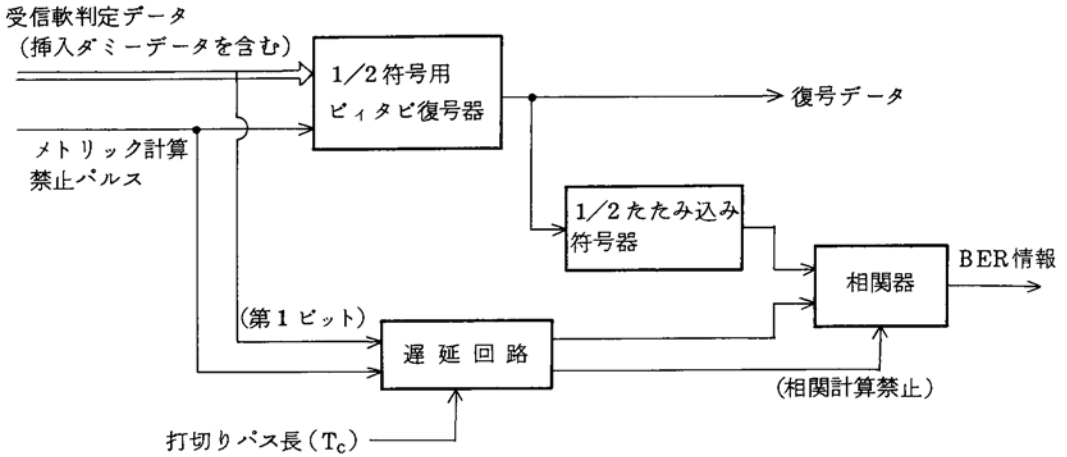 受信軟判定データ
(挿入ダミーデータを含む)
1/2符号用
ビィタビ復号器
復号データ
メトリック計算
禁止パルス
1/2たたみ込み
符号器
BER情報
相関器
(第1ビット)
遅延回路
(相関計算禁止)
打切りパス長(Tc)